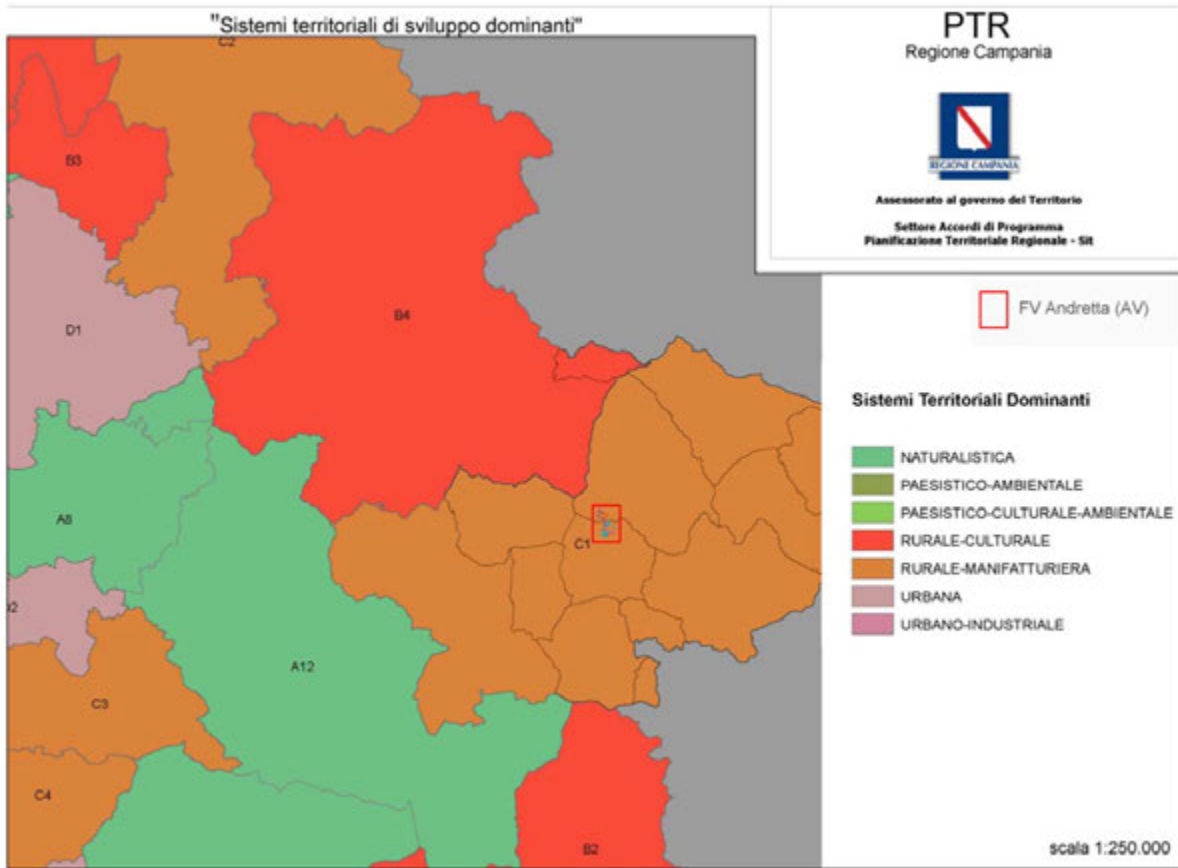 "Sistemi territoriali di sviluppo dominanti"
PTR
Regione Campania
REGIONE CAMPANIA
Assessorato al governo del Territorio
Settore Accordi di Programma
Pianificazione Territoriale Regionale - Sit
FV Andretta (AV)
Sistemi Territoriali Dominanti
NATURALISTICA
PAESISTICO-AMBIENTALE
PAESISTICO-CULTURALE-AMBIENTALE
RURALE-CULTURALE
RURALE-MANIFATTURIERA
URBANA
URBANO-INDUSTRIALE
scala 1:250.000
C2
B3
D1
B4
A8
C1
A12
C3
C4
B2